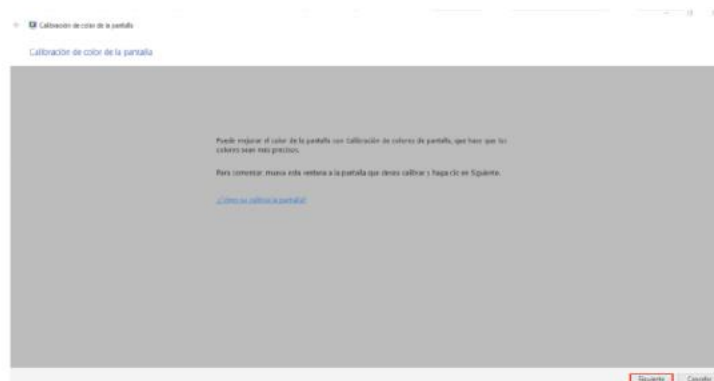 Calibración de color de la pantalla
Calibración de color de la pantalla
Puede mejorar el color de la pantalla con Calibración de colores de pantalla, que hace que los
colores sean más precisos.
Para comenzar, mueva esta ventana a la pantalla que desea calibrar y haga clic en Siguiente.
¿Cómo se calibra la pantalla?
Siguiente Cancelar